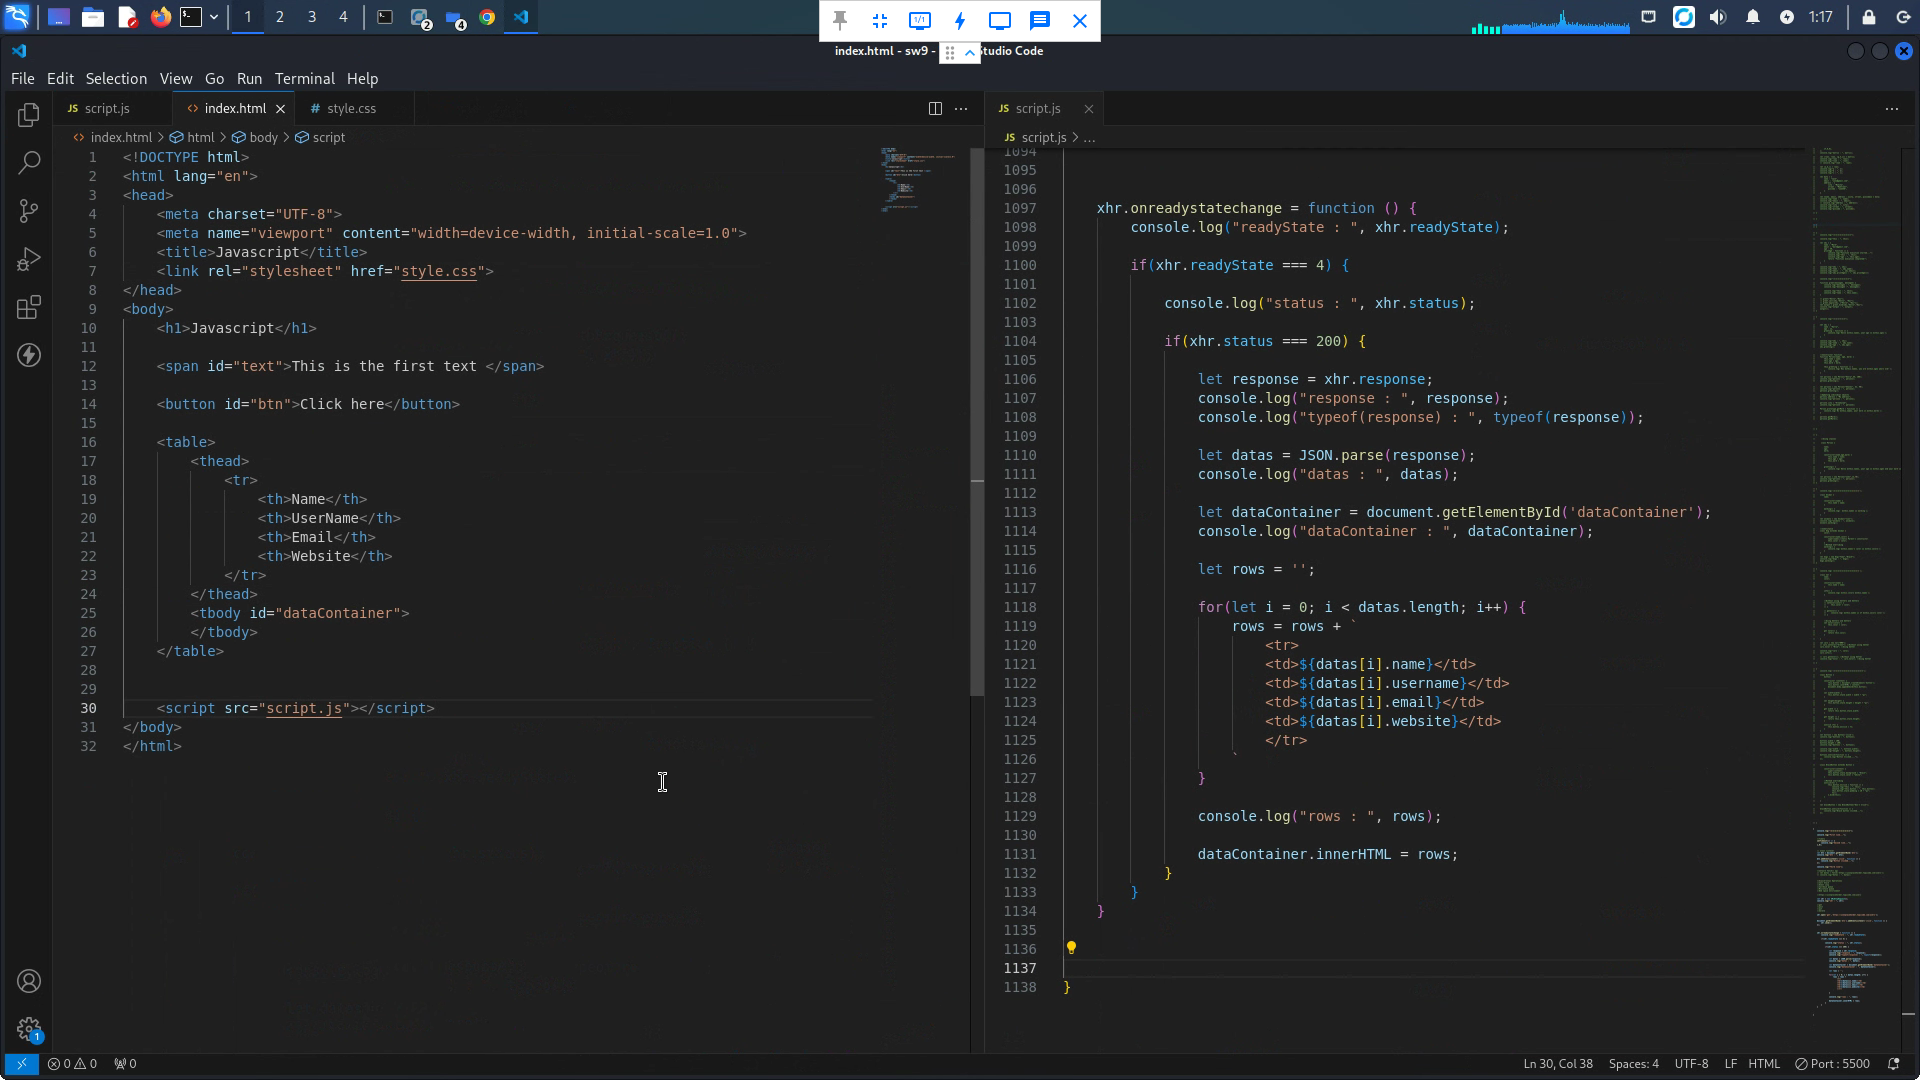 1 2 3 4
2
4
1/1
1:17
index.html - sw9 - tudio Code
File Edit Selection View Go Run Terminal Help
JS script.js
<> index.html
# style.css
<> index.html > html > body > script
1 <!DOCTYPE html>
2 <html lang="en">
3 <head>
4 <meta charset="UTF-8">
5 <meta name="viewport" content="width=device-width, initial-scale=1.0">
6 <title>Javascript</title>
7 <link rel="stylesheet" href="style.css">
8 </head>
9 <body>
10 <h1>Javascript</h1>
11
12 <span id="text">This is the first text </span>
13
14 <button id="btn">Click here</button>
15
16 <table>
17 <thead>
18 <tr>
19 <th>Name</th>
20 <th>UserName</th>
21 <th>Email</th>
22 <th>Website</th>
23 </tr>
24 </thead>
25 <tbody id="dataContainer">
26 </tbody>
27 </table>
28
29
30 <script src="script.js"></script>
31 </body>
32 </html>
JS script.js
JS script.js > ...
1094
1095
1096
1097 xhr.onreadystatechange = function () {
1098 console.log("readyState : ", xhr.readyState);
1099
1100 if(xhr.readyState === 4) {
1101
1102 console.log("status : ", xhr.status);
1103
1104 if(xhr.status === 200) {
1105
1106 let response = xhr.response;
1107 console.log("response : ", response);
1108 console.log("typeof(response) : ", typeof(response));
1109
1110 let datas = JSON.parse(response);
1111 console.log("datas : ", datas);
1112
1113 let dataContainer = document.getElementById('dataContainer');
1114 console.log("dataContainer : ", dataContainer);
1115
1116 let rows = '';
1117
1118 for(let i = 0; i < datas.length; i++) {
1119 rows = rows + `
1120 <tr>
1121 <td>${datas[i].name}</td>
1122 <td>${datas[i].username}</td>
1123 <td>${datas[i].email}</td>
1124 <td>${datas[i].website}</td>
1125 </tr>
1126 `
1127 }
1128
1129 console.log("rows : ", rows);
1130
1131 dataContainer.innerHTML = rows;
1132 }
1133 }
1134 }
1135
1136
1137
1138 }
1
0 0 0
Ln 30, Col 38 Spaces: 4 UTF-8 LF HTML Port : 5500